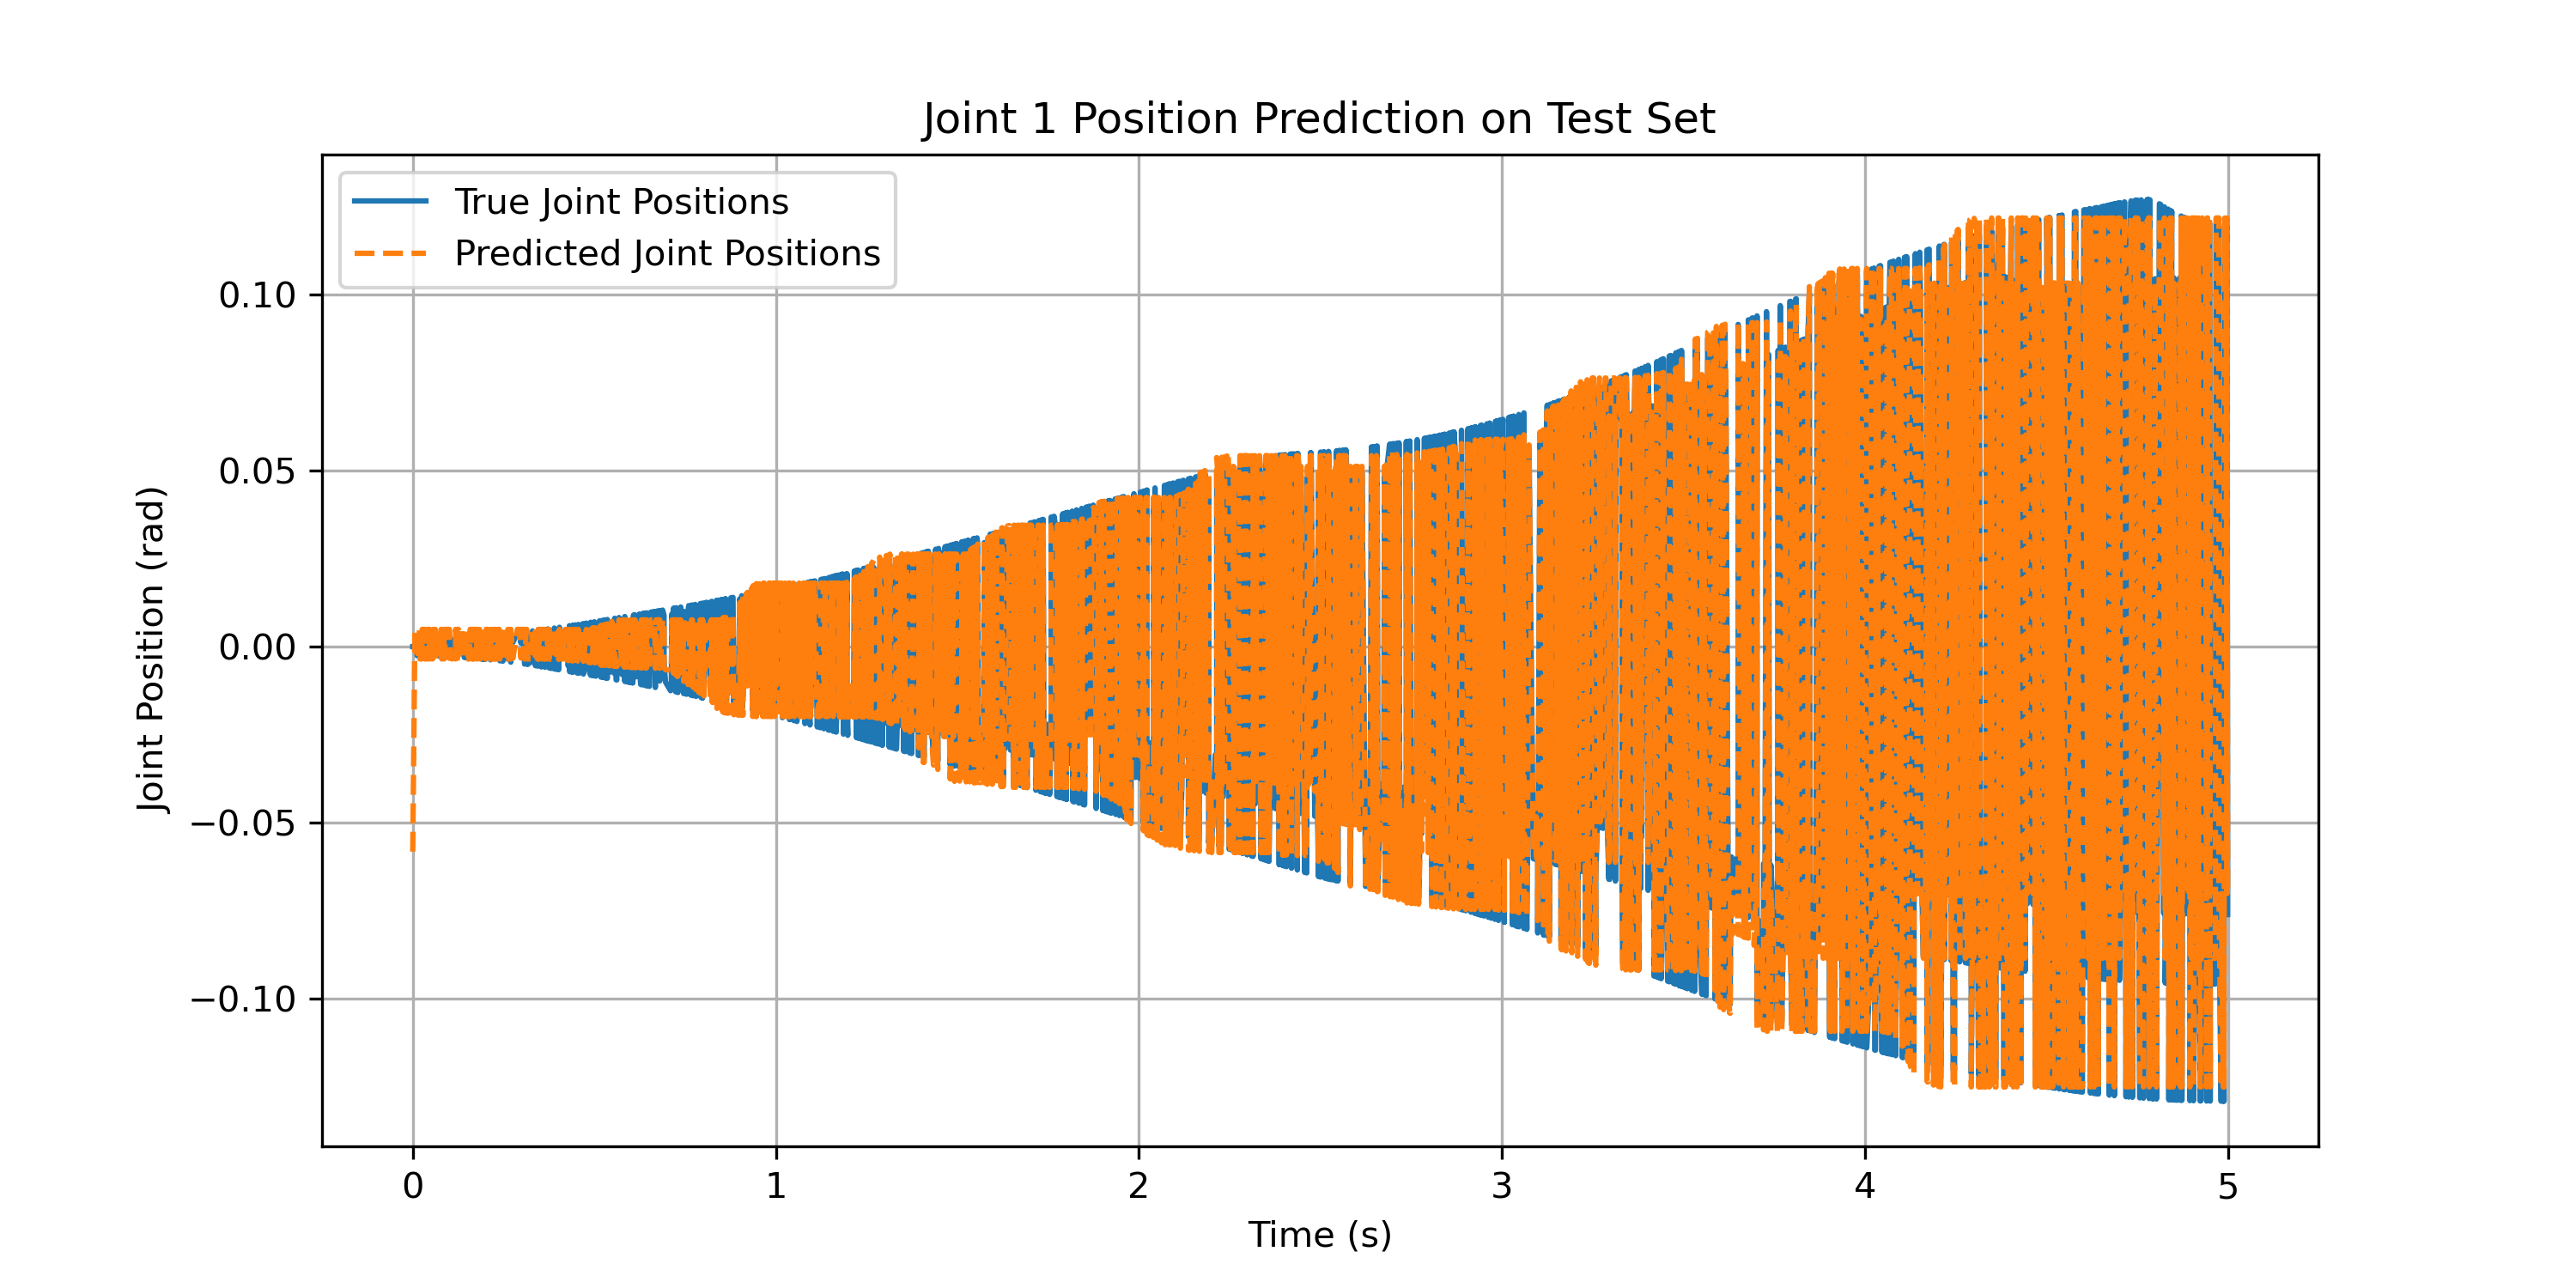 Joint 1 Position Prediction on Test Set
True Joint Positions
Predicted Joint Positions
Joint Position (rad)
0.10
0.05
0.00
−0.05
−0.10
0 1 2 3 4 5
Time (s)